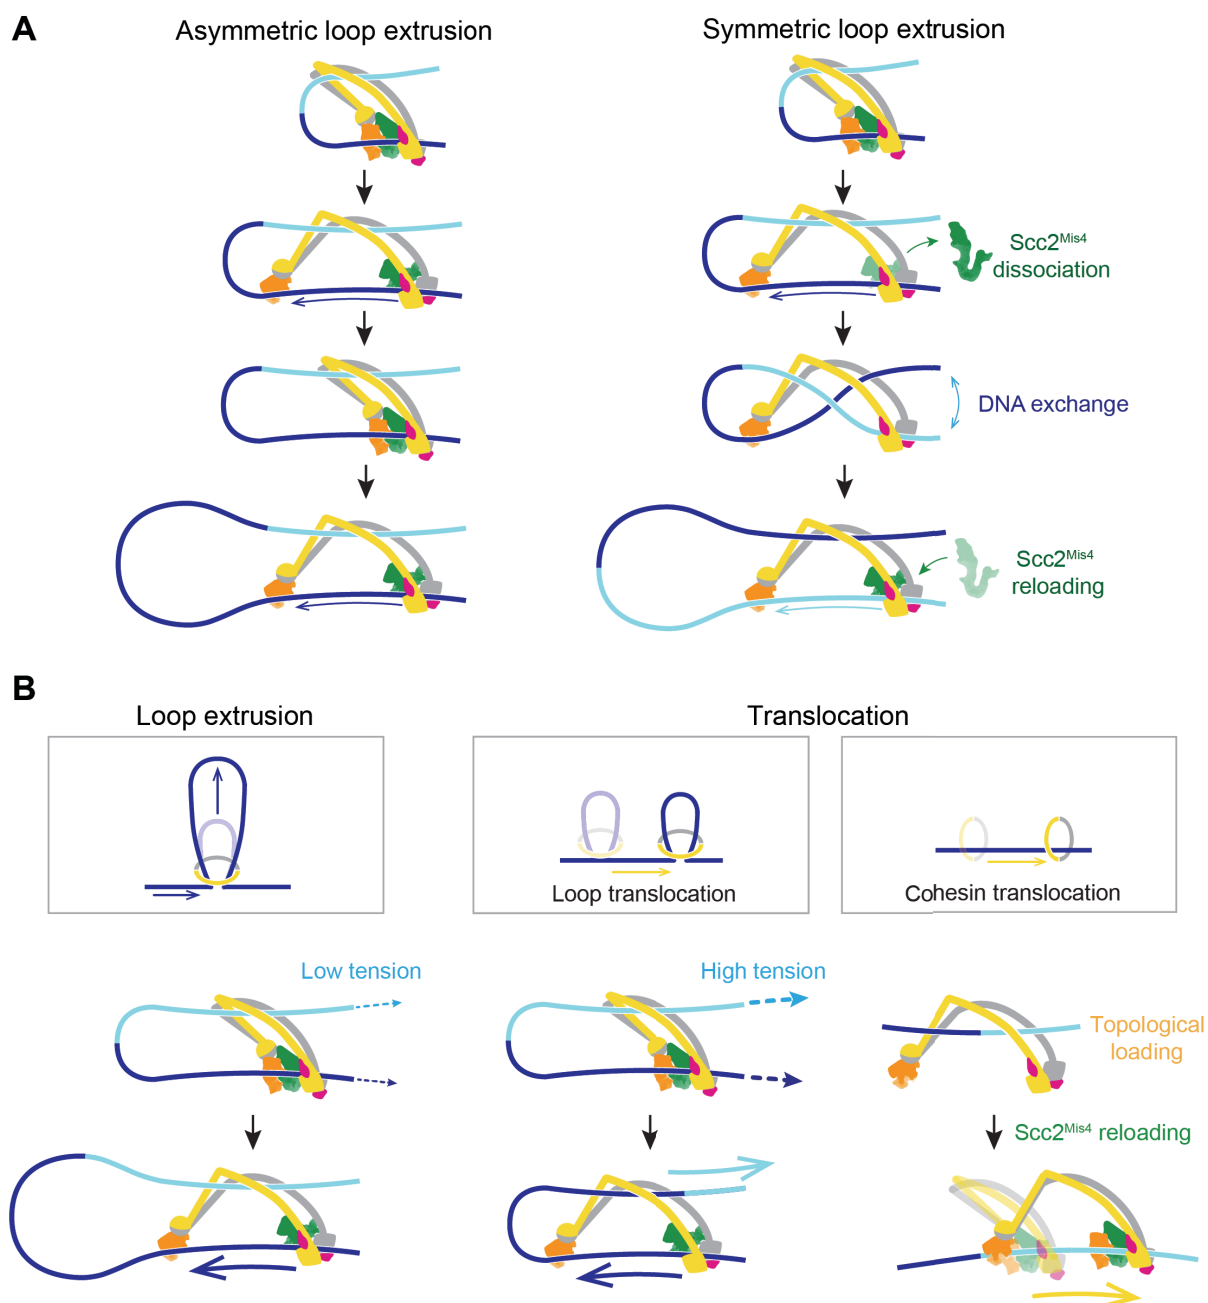 A
Asymmetric loop extrusion
Symmetric loop extrusion
Scc2Mis4
dissociation
DNA exchange
Scc2Mis4
reloading
B
Loop extrusion
Translocation
Loop translocation
Cohesin translocation
Low tension
High tension
Topological
loading
Scc2Mis4 reloading